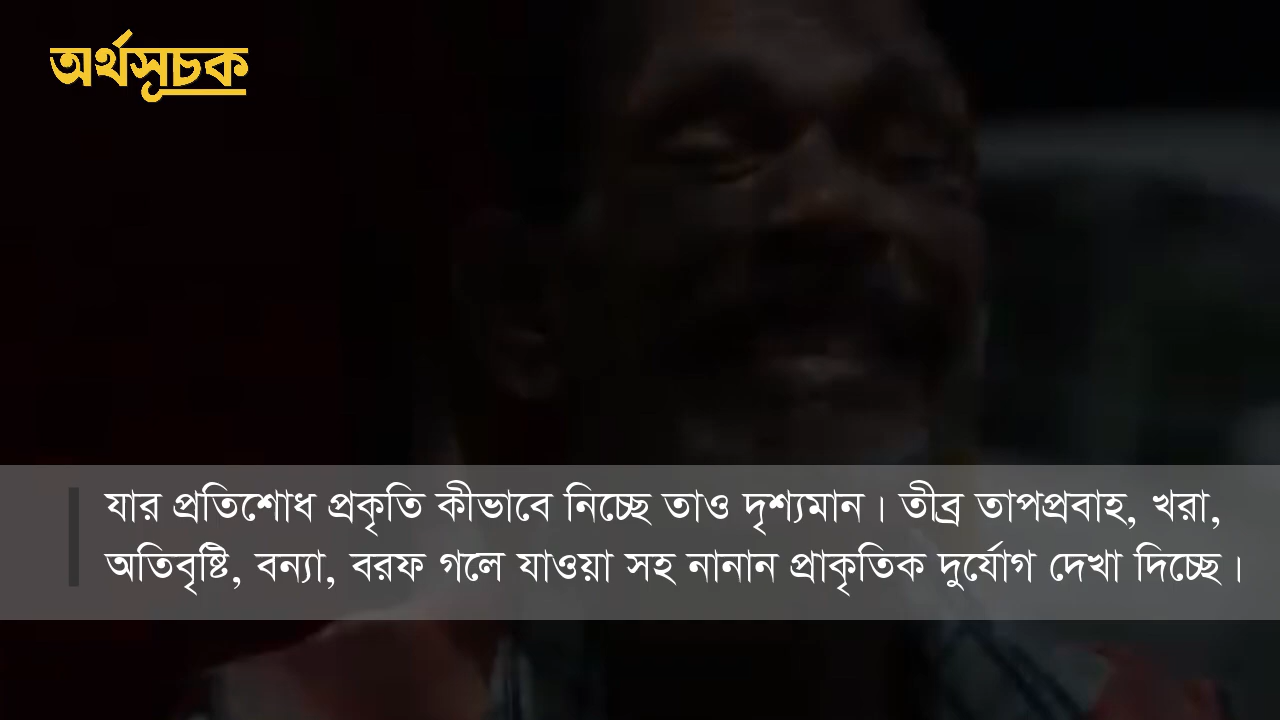 অর্থসূচক
যার প্রতিশোধ প্রকৃতি কীভাবে নিচ্ছে তাও দৃশ্যমান। তীব্র তাপপ্রবাহ, খরা,
অতিবৃষ্টি, বন্যা, বরফ গলে যাওয়া সহ নানান প্রাকৃতিক দুর্যোগ দেখা দিচ্ছে।